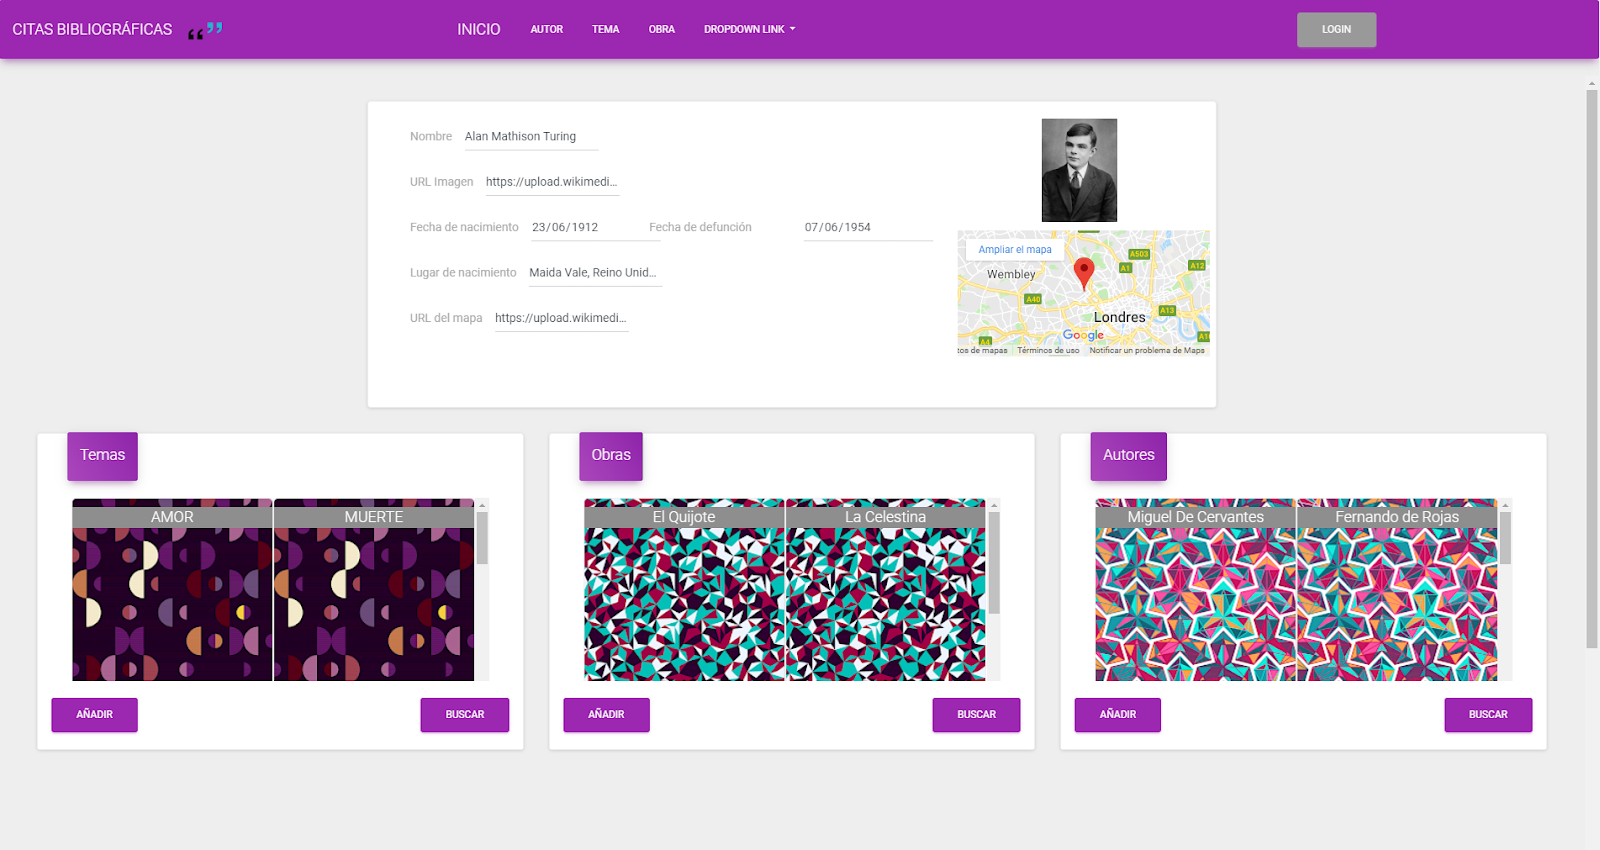 CITAS BIBLIOGRÁFICAS
INICIO AUTOR TEMA OBRA DROPDOWN LINK
LOGIN
Nombre Alan Mathison Turing
URL Imagen https://upload.wikimedi...
Fecha de nacimiento 23/06/1912 Fecha de defunción 07/06/1954
Lugar de nacimiento Maida Vale, Reino Unid...
URL del mapa https://upload.wikimedi...
Ampliar el mapa
A503
Wembley
A1
A12
A40
Londres
A13
Google
A4
tos de mapas Términos de uso Notificar un problema de Maps
Temas
AMOR MUERTE
AÑADIR BUSCAR
Obras
El Quijote La Celestina
AÑADIR BUSCAR
Autores
Miguel De Cervantes Fernando de Rojas
AÑADIR BUSCAR